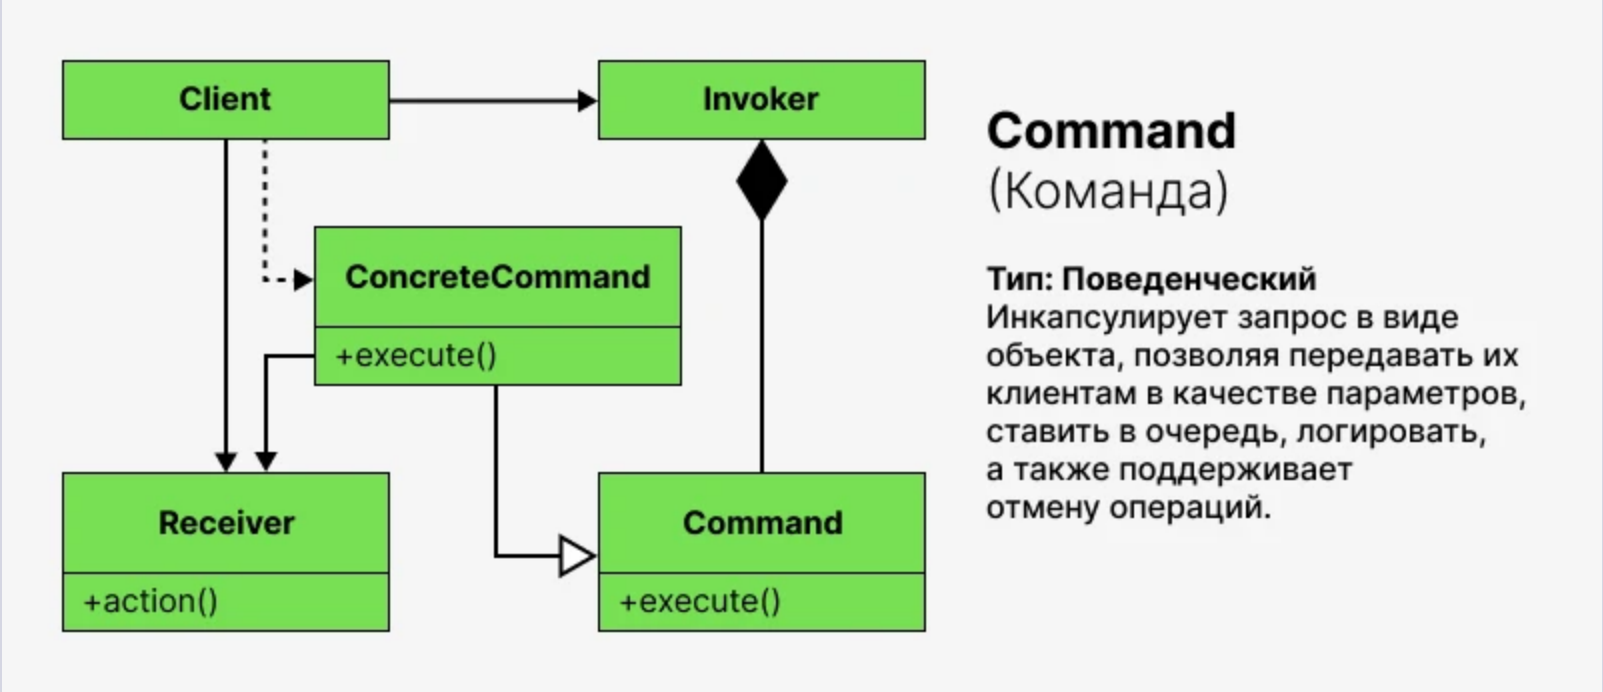 Client
Invoker
ConcreteCommand
+execute()
Receiver
+action()
Command
+execute()
Command
(Команда)
Тип: Поведенческий
Инкапсулирует запрос в виде
объекта, позволяя передавать их
клиентам в качестве параметров,
ставить в очередь, логировать,
а также поддерживает
отмену операций.